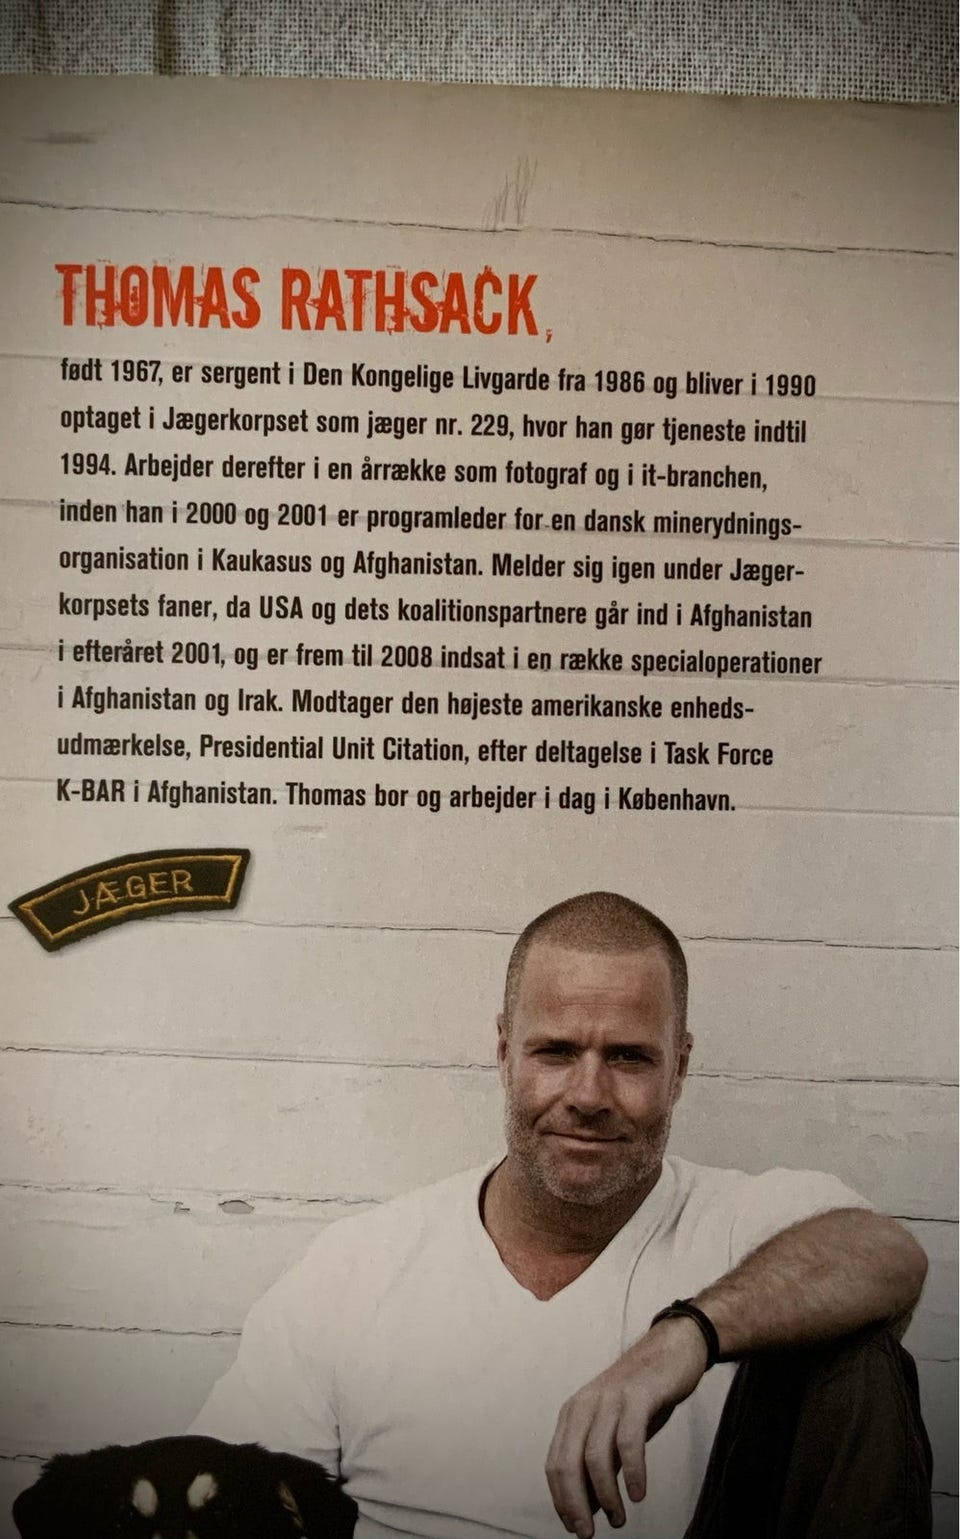 THOMAS RATHSACK,
født 1967, er sergent i Den Kongelige Livgarde fra 1986 og bliver i 1990
optaget i Jægerkorpset som jæger nr. 229, hvor han gør tjeneste indtil
1994. Arbejder derefter i en årrække som fotograf og i it-branchen,
inden han i 2000 og 2001 er programleder for en dansk minerydnings-
organisation i Kaukasus og Afghanistan. Melder sig igen under Jæger-
korpsets faner, da USA og dets koalitionspartnere går ind i Afghanistan
i efteråret 2001, og er frem til 2008 indsat i en række specialoperationer
i Afghanistan og Irak. Modtager den højeste amerikanske enheds-
udmærkelse, Presidential Unit Citation, efter deltagelse i Task Force
K-BAR i Afghanistan. Thomas bor og arbejder i dag i København.
JÆGER